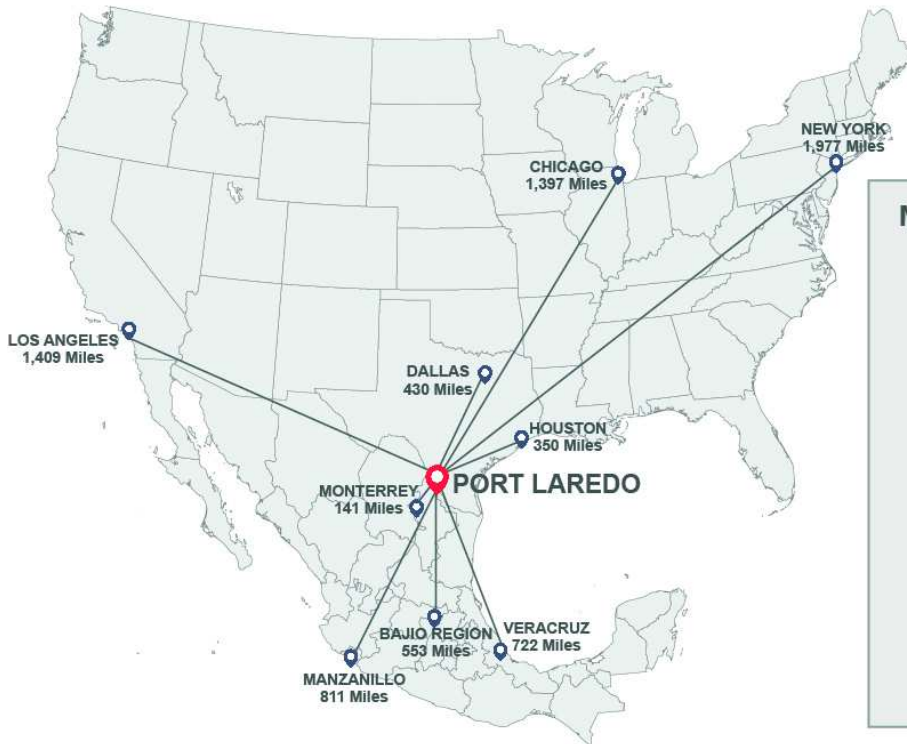 NEW YORK
1,977 Miles
CHICAGO
1,397 Miles
LOS ANGELES
1,409 Miles
DALLAS
430 Miles
HOUSTON
350 Miles
PORT LAREDO
MONTERREY
141 Miles
BAJIO REGION
553 Miles
VERACRUZ
722 Miles
MANZANILLO
811 Miles